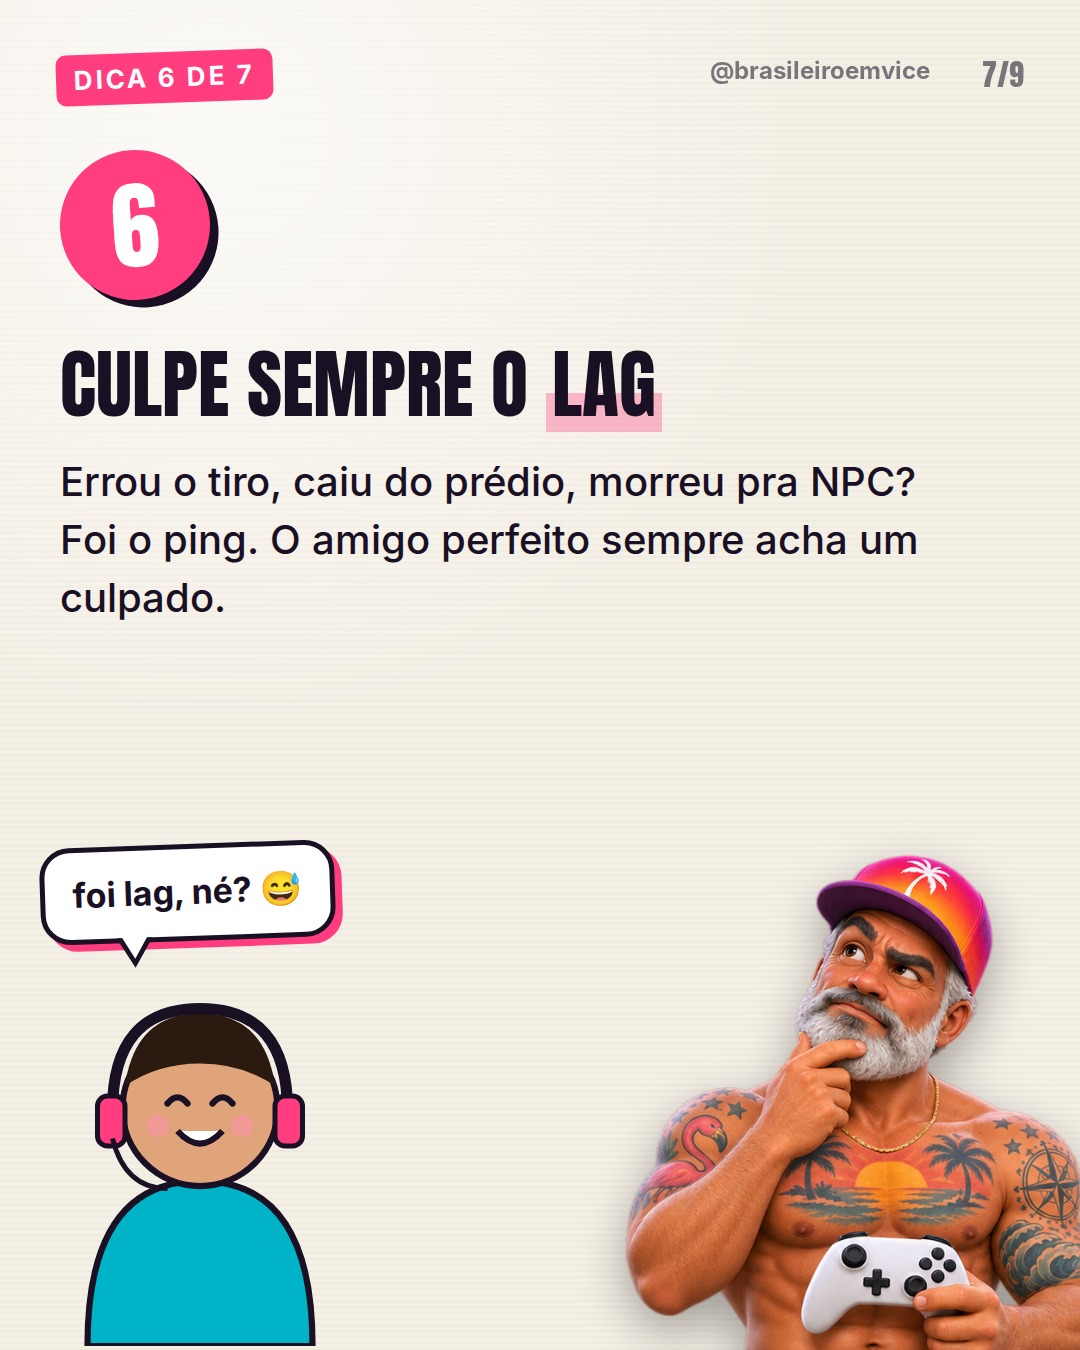 DICA 6 DE 7
@brasileiroemvice
7/9
6
CULPE SEMPRE O LAG
Errou o tiro, caiu do prédio, morreu pra NPC?
Foi o ping. O amigo perfeito sempre acha um
culpado.
foi lag, né? 😅